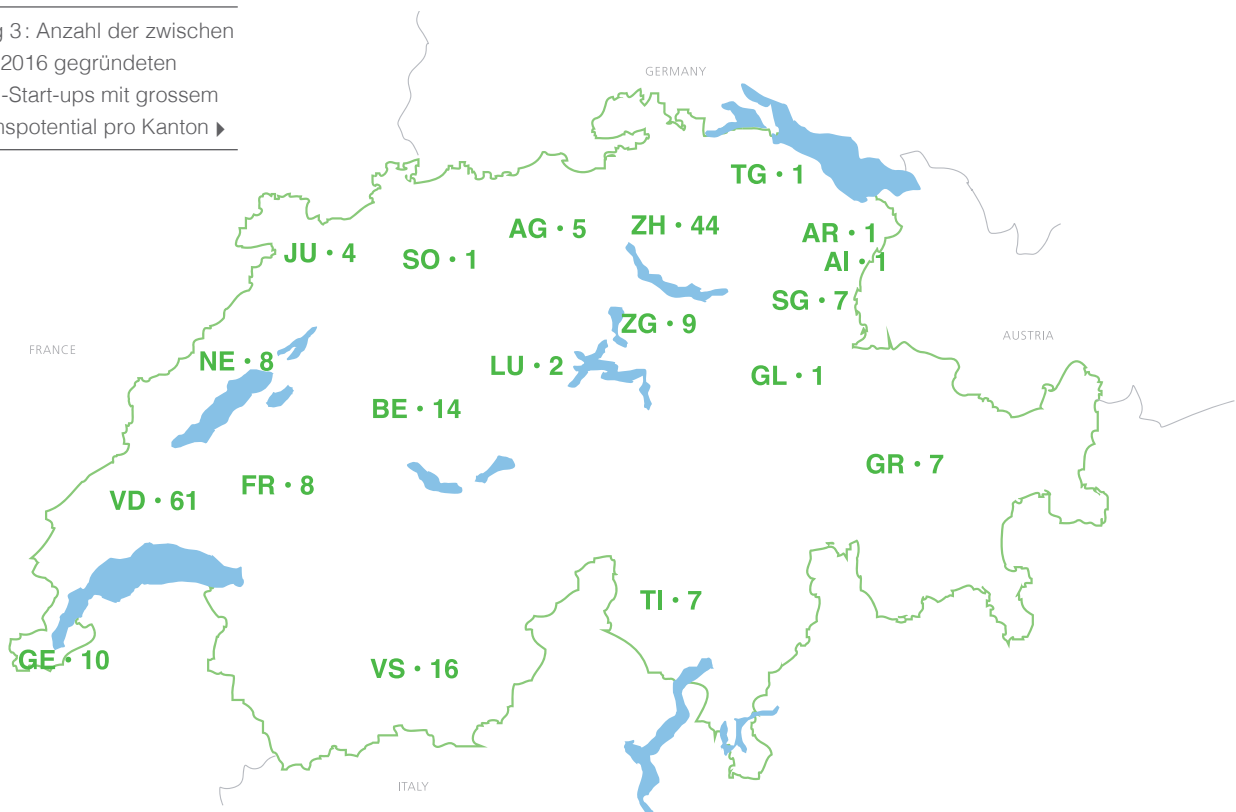 g 3: Anzahl der zwischen
2016 gegründeten
-Start-ups mit grossem
nspotential pro Kanton
GERMANY
TG • 1
AG • 5
ZH • 44
AR • 1
JU • 4
SO • 1
AI • 1
SG • 7
ZG • 9
FRANCE
AUSTRIA
NE • 8
LU • 2
GL • 1
BE • 14
GR • 7
FR • 8
VD • 61
TI • 7
GE • 10
VS • 16
ITALY